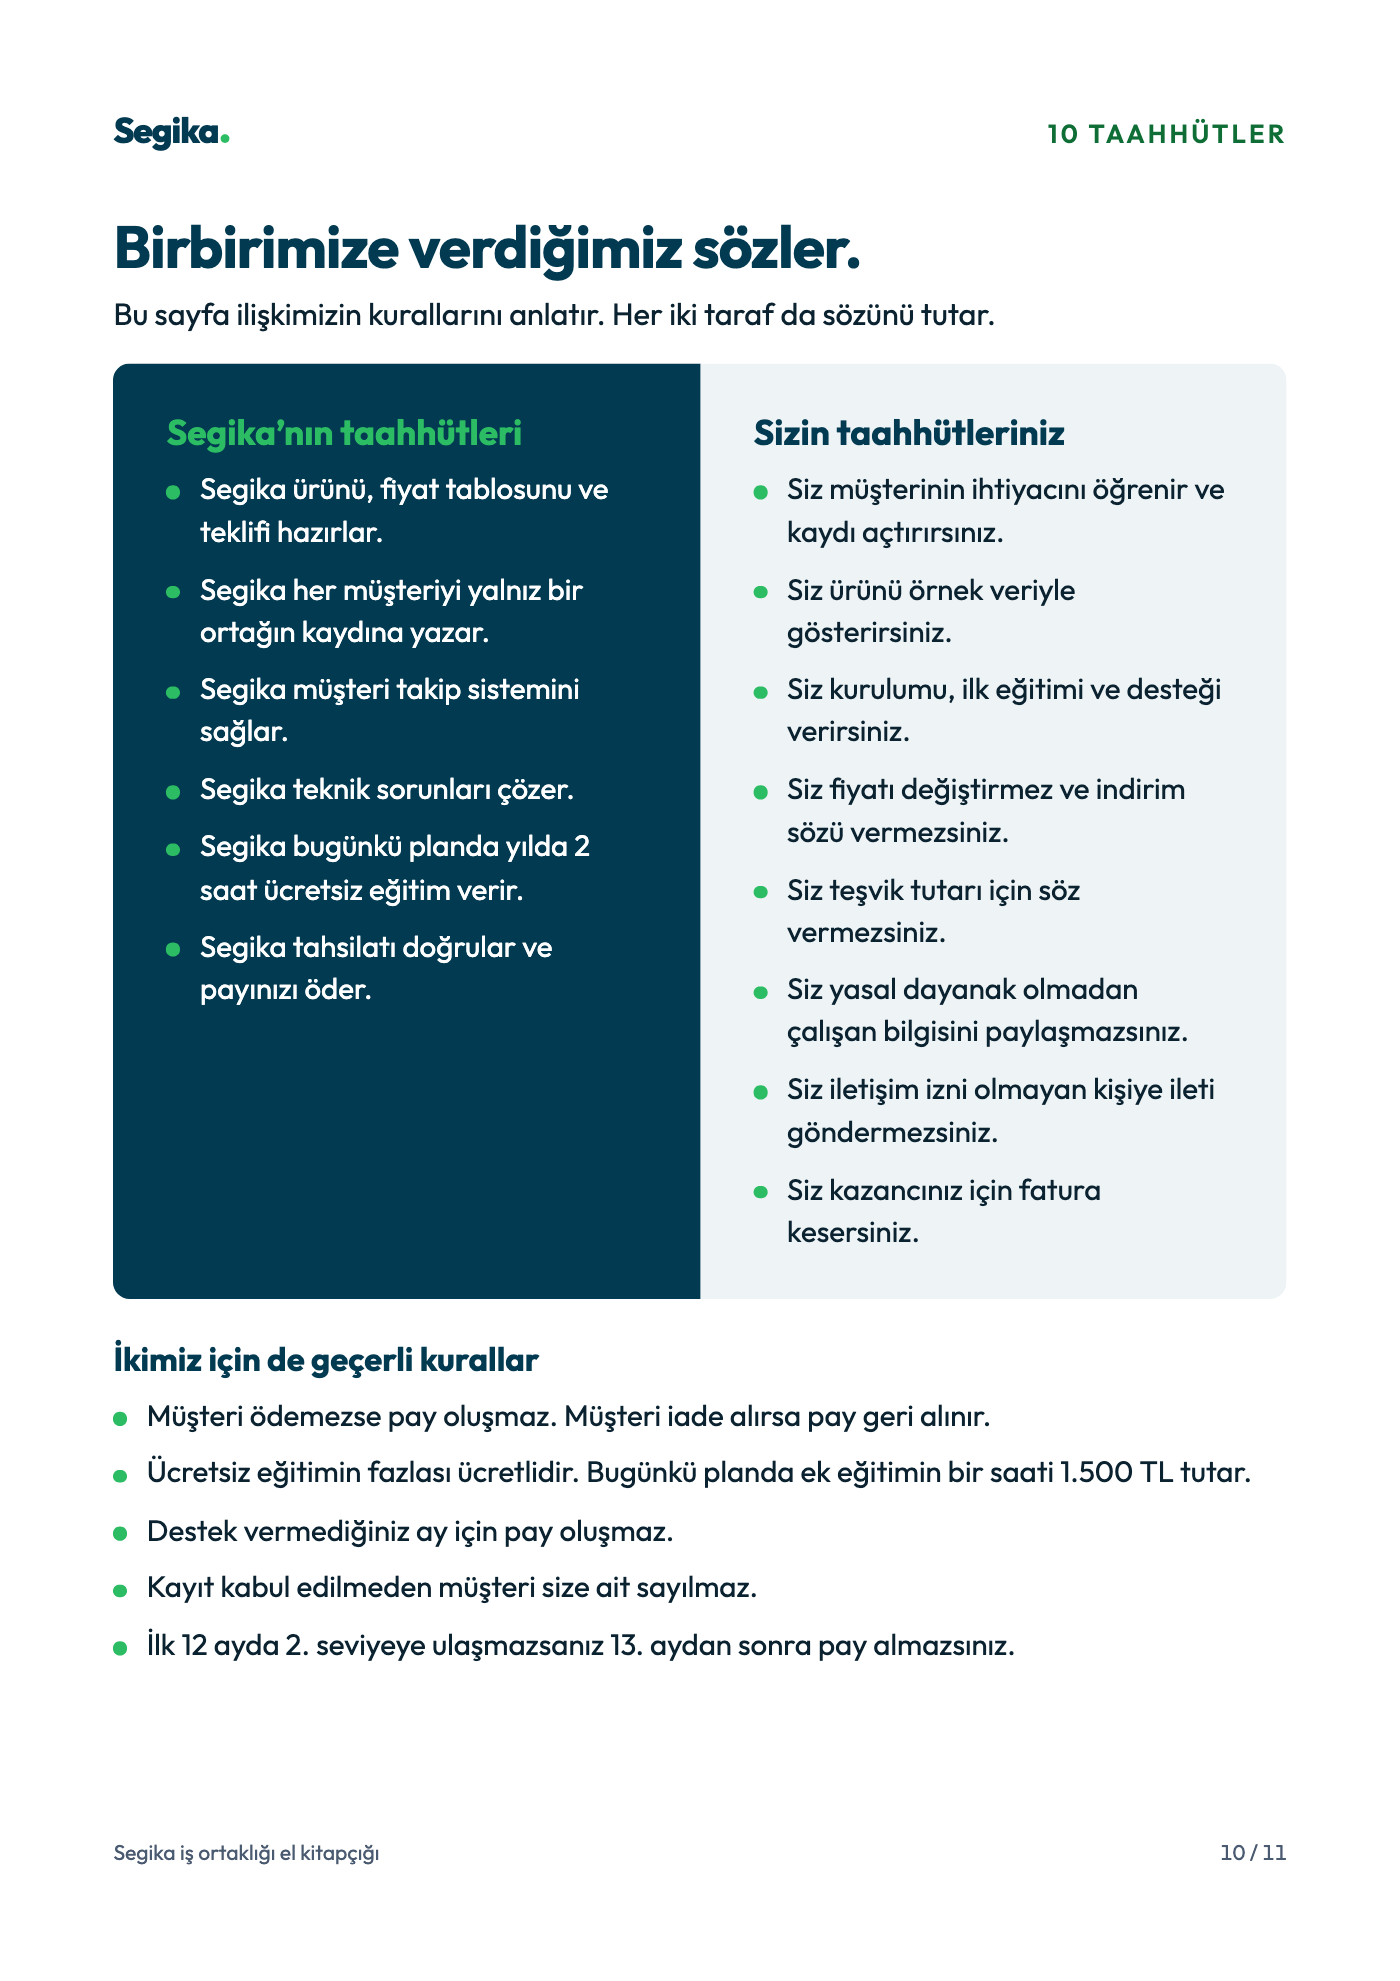 Segika.
10 TAAHHÜTLER
Birbirimize verdiğimiz sözler.
Bu sayfa ilişkimizin kurallarını anlatır. Her iki taraf da sözünü tutar.
Segika’nın taahhütleri
Segika ürünü, fiyat tablosunu ve
teklifi hazırlar.
Segika her müşteriyi yalnız bir
ortağın kaydına yazar.
Segika müşteri takip sistemini
sağlar.
Segika teknik sorunları çözer.
Segika bugünkü planda yılda 2
saat ücretsiz eğitim verir.
Segika tahsilatı doğrular ve
payınızı öder.
Sizin taahhütleriniz
Siz müşterinin ihtiyacını öğrenir ve
kaydı açtırırsınız.
Siz ürünü örnek veriyle
gösterirsiniz.
Siz kurulumu, ilk eğitimi ve desteği
verirsiniz.
Siz fiyatı değiştirmez ve indirim
sözü vermezsiniz.
Siz teşvik tutarı için söz
vermezsiniz.
Siz yasal dayanak olmadan
çalışan bilgisini paylaşmazsınız.
Siz iletişim izni olmayan kişiye ileti
göndermezsiniz.
Siz kazancınız için fatura
kesersiniz.
İkimiz için de geçerli kurallar
Müşteri ödemezse pay oluşmaz. Müşteri iade alırsa pay geri alınır.
Ücretsiz eğitimin fazlası ücretlidir. Bugünkü planda ek eğitimin bir saati 1.500 TL tutar.
Destek vermediğiniz ay için pay oluşmaz.
Kayıt kabul edilmeden müşteri size ait sayılmaz.
İlk 12 ayda 2. seviyeye ulaşmazsanız 13. aydan sonra pay almazsınız.
Segika iş ortaklığı el kitapçığı
10 / 11